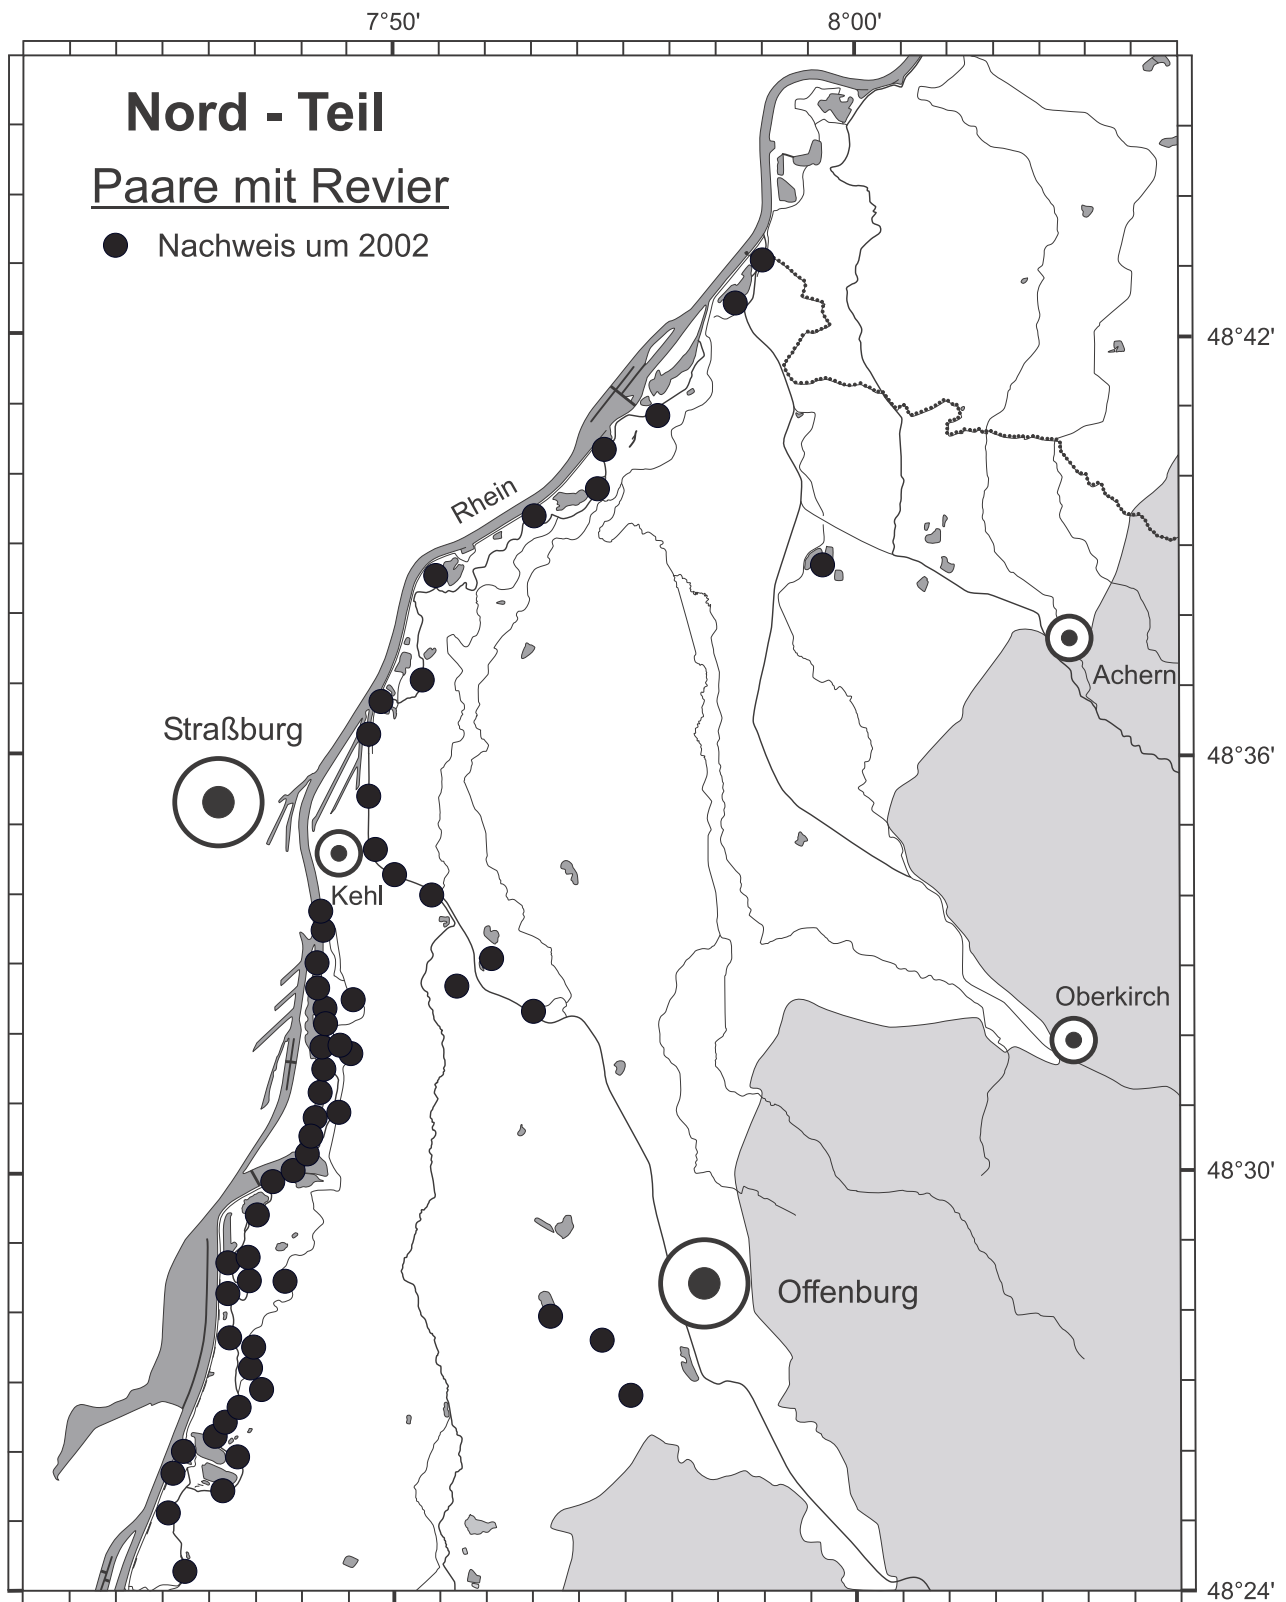 7°50'
8°00'
Nord - Teil
Paare mit Revier
Nachweis um 2002
48°42'
Rhein
Achern
Straßburg
48°36'
Kehl
Oberkirch
48°30'
Offenburg
48°24'